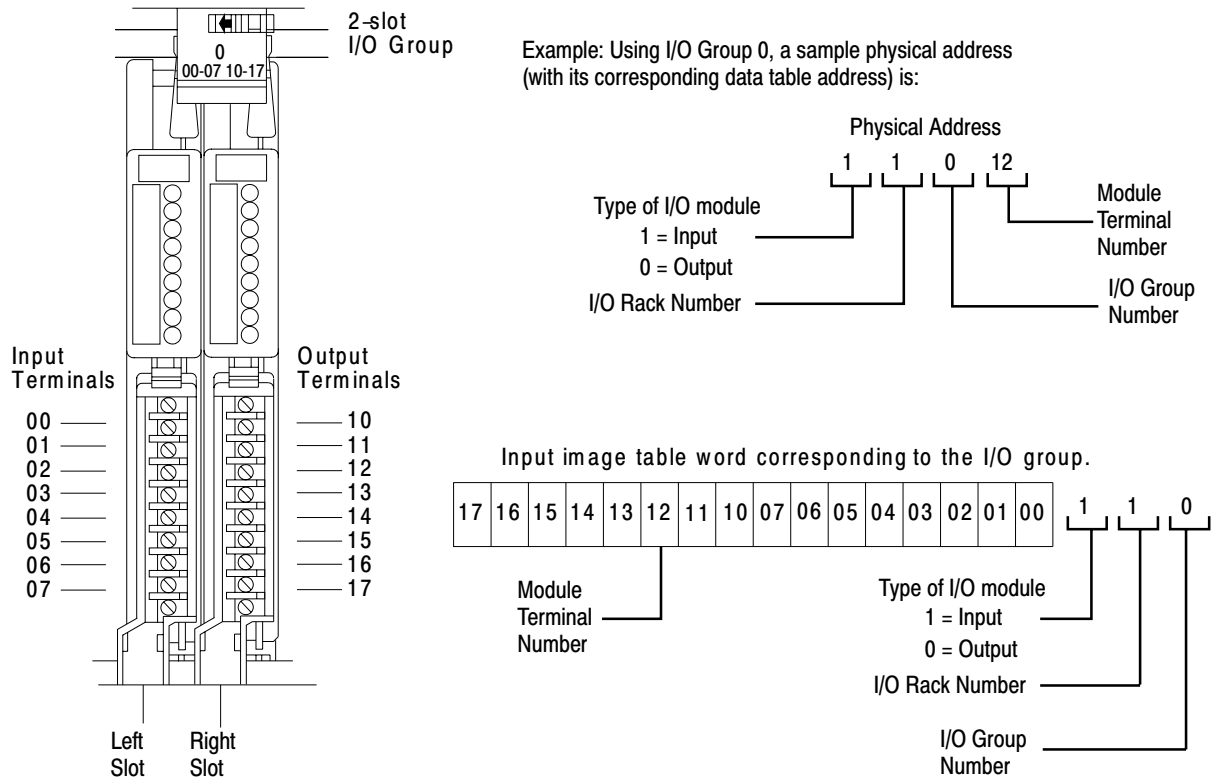 2-slot
I/O Group
0
00-07 10-17
Example: Using I/O Group 0, a sample physical address
(with its corresponding data table address) is:
Physical Address
1 1 0 12
Type of I/O module
1 = Input
0 = Output
I/O Rack Number
Module
Terminal
Number
I/O Group
Number
Input
Terminals
00
01
02
03
04
05
06
07
Output
Terminals
10
11
12
13
14
15
16
17
Left
Slot
Right
Slot
Input image table word corresponding to the I/O group.
17 16 15 14 13 12 11 10 07 06 05 04 03 02 01 00 1 1 0
Module
Terminal
Number
Type of I/O module
1 = Input
0 = Output
I/O Rack Number
I/O Group
Number